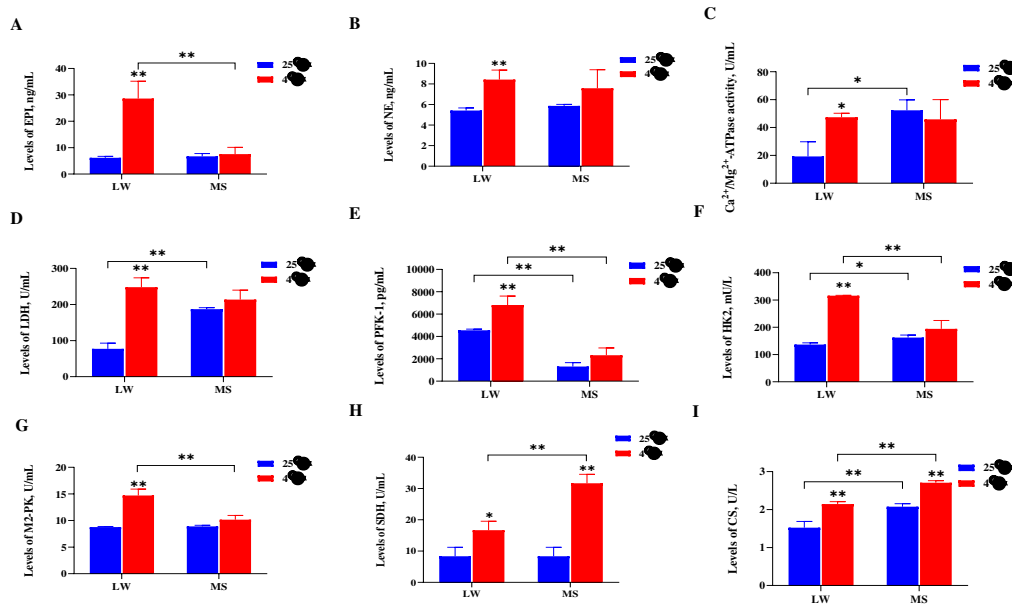 A
Levels of EPI, ng/mL
40
30
20
10
0
**
**
LW
MS
25
4
B
Levels of NE, ng/mL
10
8
6
4
2
0
**
LW
MS
25
4
C
Ca²⁺/Mg²⁺-ATPase activity, U/mL
80
60
40
20
0
*
*
LW
MS
25
4
D
Levels of LDH, U/mL
300
200
100
0
**
**
LW
MS
25
4
E
Levels of PFK-1, pg/mL
10000
8000
6000
4000
2000
0
**
**
**
LW
MS
25
4
F
Levels of HK2, mU/L
400
300
200
100
0
**
*
**
LW
MS
25
4
G
Levels of M2-PK, U/mL
20
15
10
5
0
**
**
LW
MS
25
4
H
Levels of SDH, U/mL
40
30
20
10
0
**
*
**
LW
MS
25
4
I
Levels of CS, U/L
3
2
1
0
**
**
**
**
LW
MS
25
4